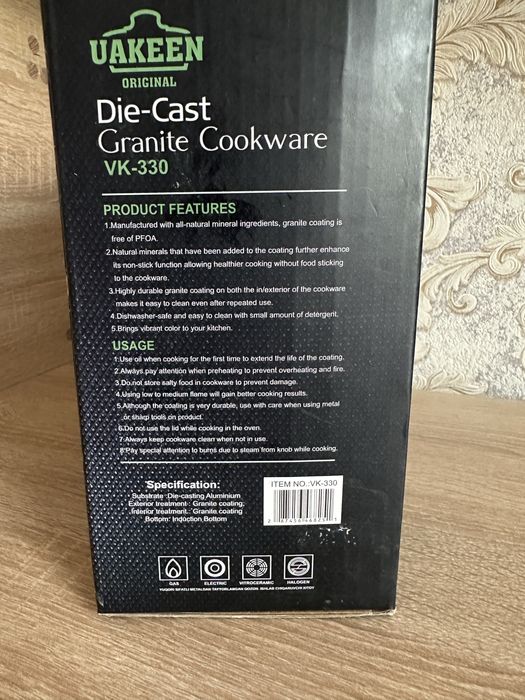 UAKEEN
ORIGINAL
Die-Cast
Granite Cookware
VK-330
PRODUCT FEATURES
1.Manufactured with all-natural mineral ingredients, granite coating is
free of PFOA.
2.Natural minerals that have been added to the coating further enhance
its non-stick function allowing healthier cooking without food sticking
to the cookware.
3.Highly durable granite coating on both the in/exterior of the cookware
makes it easy to clean even after repeated use.
4.Dishwasher-safe and easy to clean with small amount of detergent.
5.Brings vibrant color to your kitchen.
USAGE
1.Use oil when cooking for the first time to extend the life of the coating.
2.Always pay attention when preheating to prevent overheating and fire.
3.Do not store salty food in cookware to prevent damage.
4.Using low to medium flame will gain better cooking results.
5.Although the coating is very durable, use with care when using metal
or sharp tools on product.
6.Do not use the lid while cooking in the oven.
7.Always keep cookware clean when not in use.
8.Pay special attention to burns due to steam from knob while cooking.
Specification:
Substrate :Die-casting Aluminium
Exterior treatment : Granite coating;
Interior treatment: : Granite coating
Bottom: Induction Bottom
ITEM NO.:VK-330
GAS
ELECTRIC
VITROCERAMIC
HALOGEN
YUQORI SIFATLI METALDAN TAYYORLANGAN QOZON. ISHLAB CHIQARUVCHI XITOY